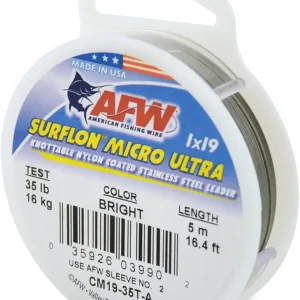 MADE IN USA
AFW
AMERICAN FISHING WIRE
1x19
SURFLON MICRO ULTRA
KNOTTABLE NYLON COATED STAINLESS STEEL LEADER
TEST
35 lb
16 kg
COLOR
BRIGHT
LENGTH
5 m
16.4 ft
0 35926 03990 2
USE AFW SLEEVE NO. 2
CM19-35T-A
©AFW